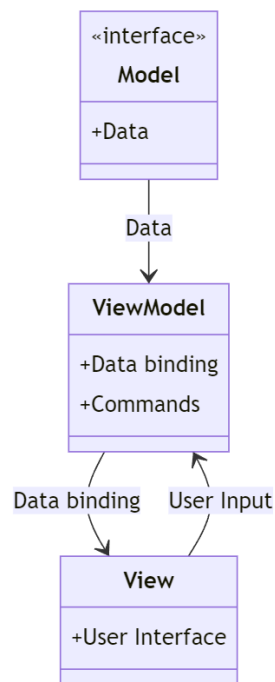 «interface»
Model
+Data
Data
ViewModel
+Data binding
+Commands
Data binding
User Input
View
+User Interface